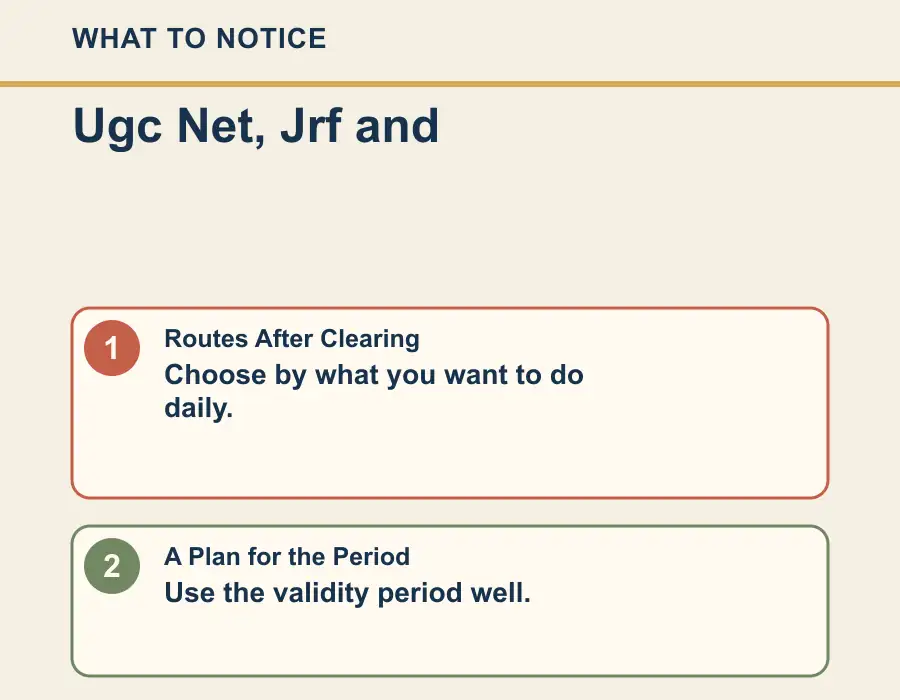 WHAT TO NOTICE
Ugc Net, Jrf and
1
Routes After Clearing
Choose by what you want to do
daily.
2
A Plan for the Period
Use the validity period well.